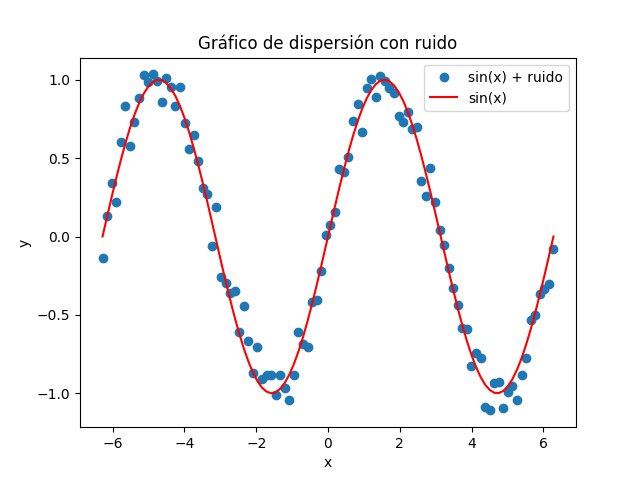 Gráfico de dispersión con ruido
sin(x) + ruido
sin(x)
1.0
0.5
0.0
−0.5
−1.0
y
−6
−4
−2
0
2
4
6
x